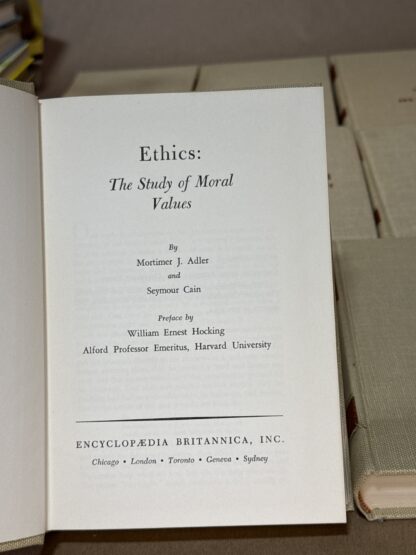 Ethics:
The Study of Moral
Values
By
Mortimer J. Adler
and
Seymour Cain
Preface by
William Ernest Hocking
Alford Professor Emeritus, Harvard University
ENCYCLOPÆDIA BRITANNICA, INC.
Chicago • London • Toronto • Geneva • Sydney